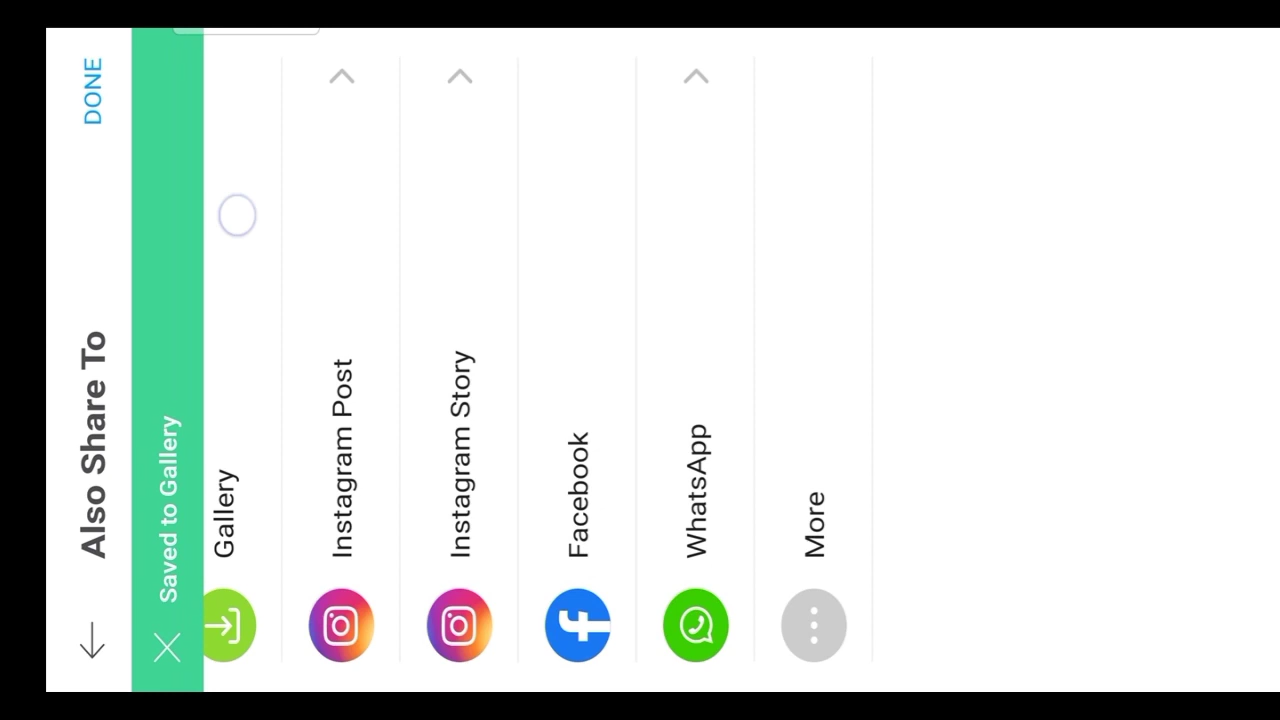 Also Share To
DONE
Saved to Gallery
Gallery
Instagram Post
Instagram Story
Facebook
WhatsApp
More